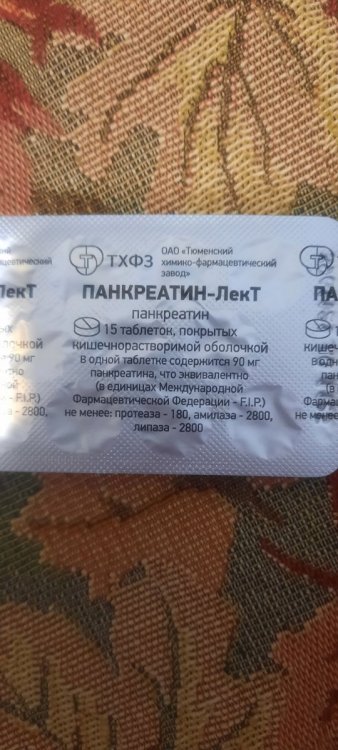 ТХФЗ
ОАО «Тюменский
химико-фармацевтический
завод»
ПАНКРЕАТИН-ЛекТ
панкреатин
15 таблеток, покрытых
кишечнорастворимой оболочкой
в одной таблетке содержится 90 мг
панкреатина, что эквивалентно
(в единицах Международной
Фармацевтической Федерации - F.I.P.)
не менее: протеаза - 180, амилаза - 2800,
липаза - 2800